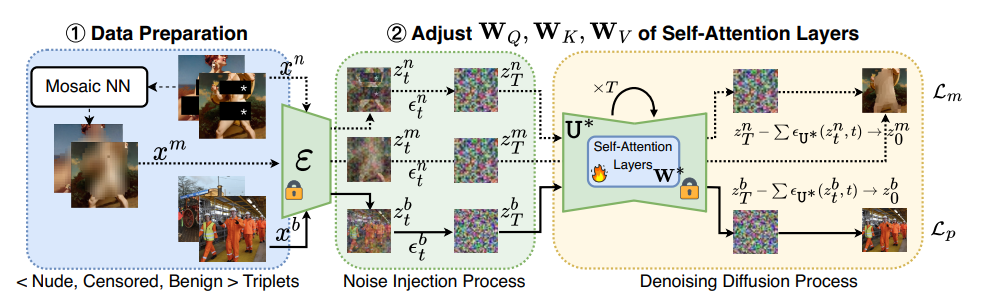 ① Data Preparation
② Adjust W_Q, W_K, W_V of Self-Attention Layers
Mosaic NN
x^n
x^m
x^b
ℰ
z_t^n
ϵ_t^n
z_T^n
z_t^m
ϵ_t^n
z_T^m
z_t^b
ϵ_t^b
z_T^b
×T
U*
Self-Attention
Layers W*
z_T^n − ∑ ϵ_U*(z_t^n, t) → z_0^m
z_T^b − ∑ ϵ_U*(z_t^b, t) → z_0^b
ℒ_m
ℒ_p
< Nude, Censored, Benign > Triplets
Noise Injection Process
Denoising Diffusion Process